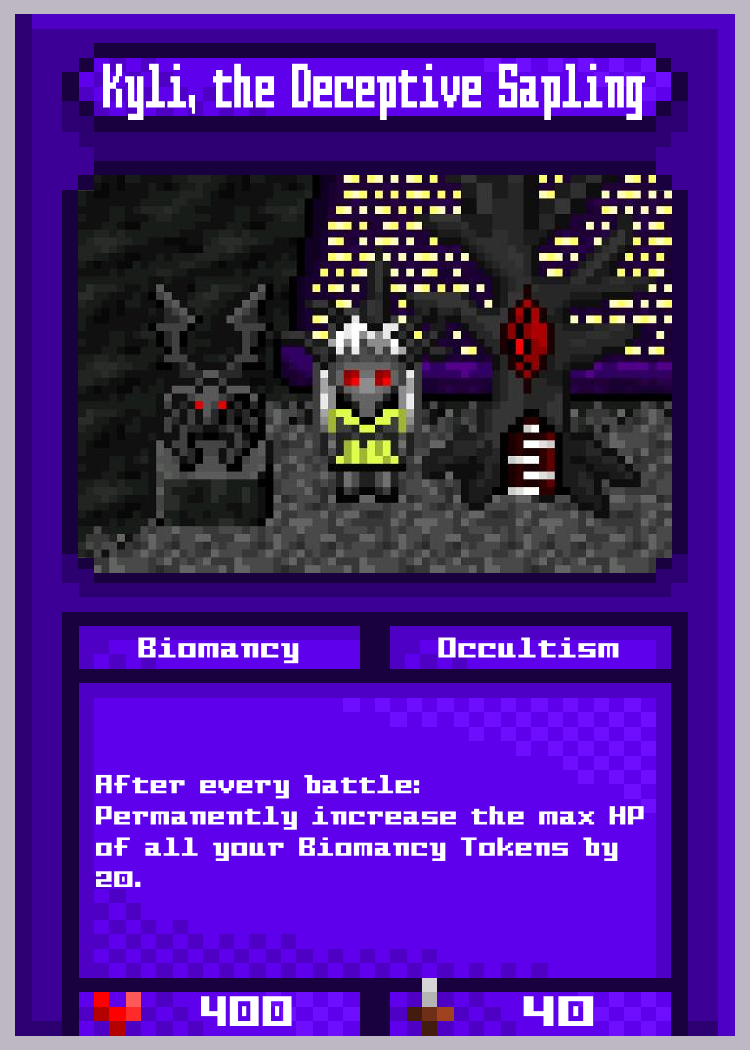 Kyli, the Deceptive Sapling
Biomancy
Occultism
After every battle:
Permanently increase the max HP
of all your Biomancy Tokens by
20.
400
40